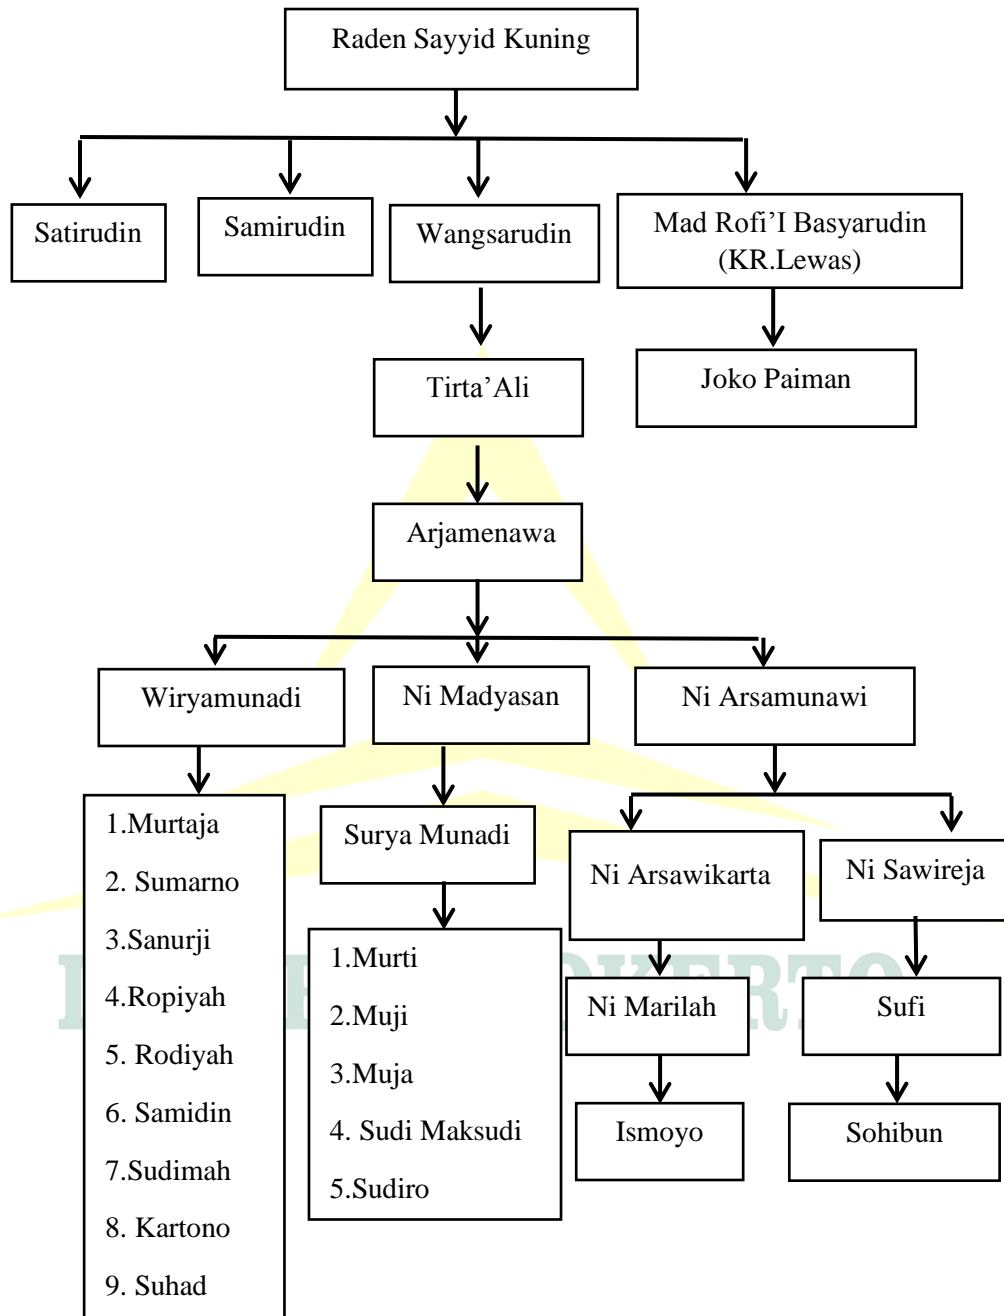 Raden Sayyid Kuning
Satirudin
Samirudin
Wangsarudin
Mad Rofi’I Basyarudin
(KR.Lewas)
Tirta’Ali
Joko Paiman
Arjamenawa
Wiryamunadi
Ni Madyasan
Ni Arsamunawi
1.Murtaja
2. Sumarno
3.Sanurji
4.Ropiyah
5. Rodiyah
6. Samidin
7.Sudimah
8. Kartono
9. Suhad
Surya Munadi
1.Murti
2.Muji
3.Muja
4. Sudi Maksudi
5.Sudiro
Ni Arsawikarta
Ni Sawireja
Ni Marilah
Sufi
Ismoyo
Sohibun